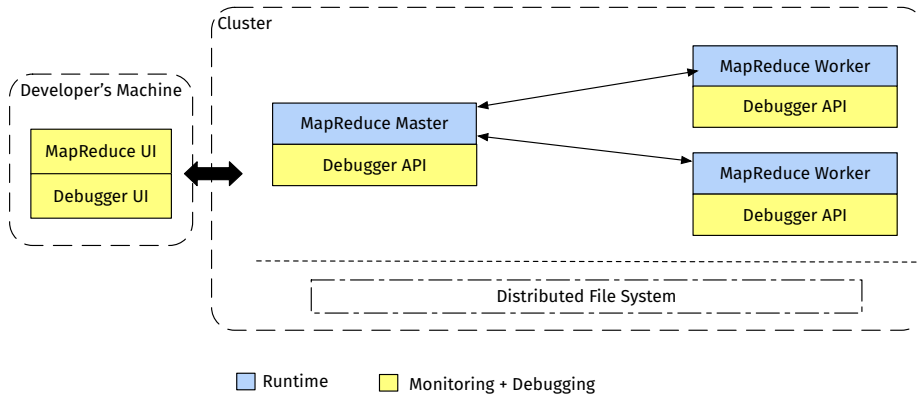 Cluster
Developer’s Machine
MapReduce UI
Debugger UI
MapReduce Master
Debugger API
MapReduce Worker
Debugger API
MapReduce Worker
Debugger API
Distributed File System
Runtime
Monitoring + Debugging